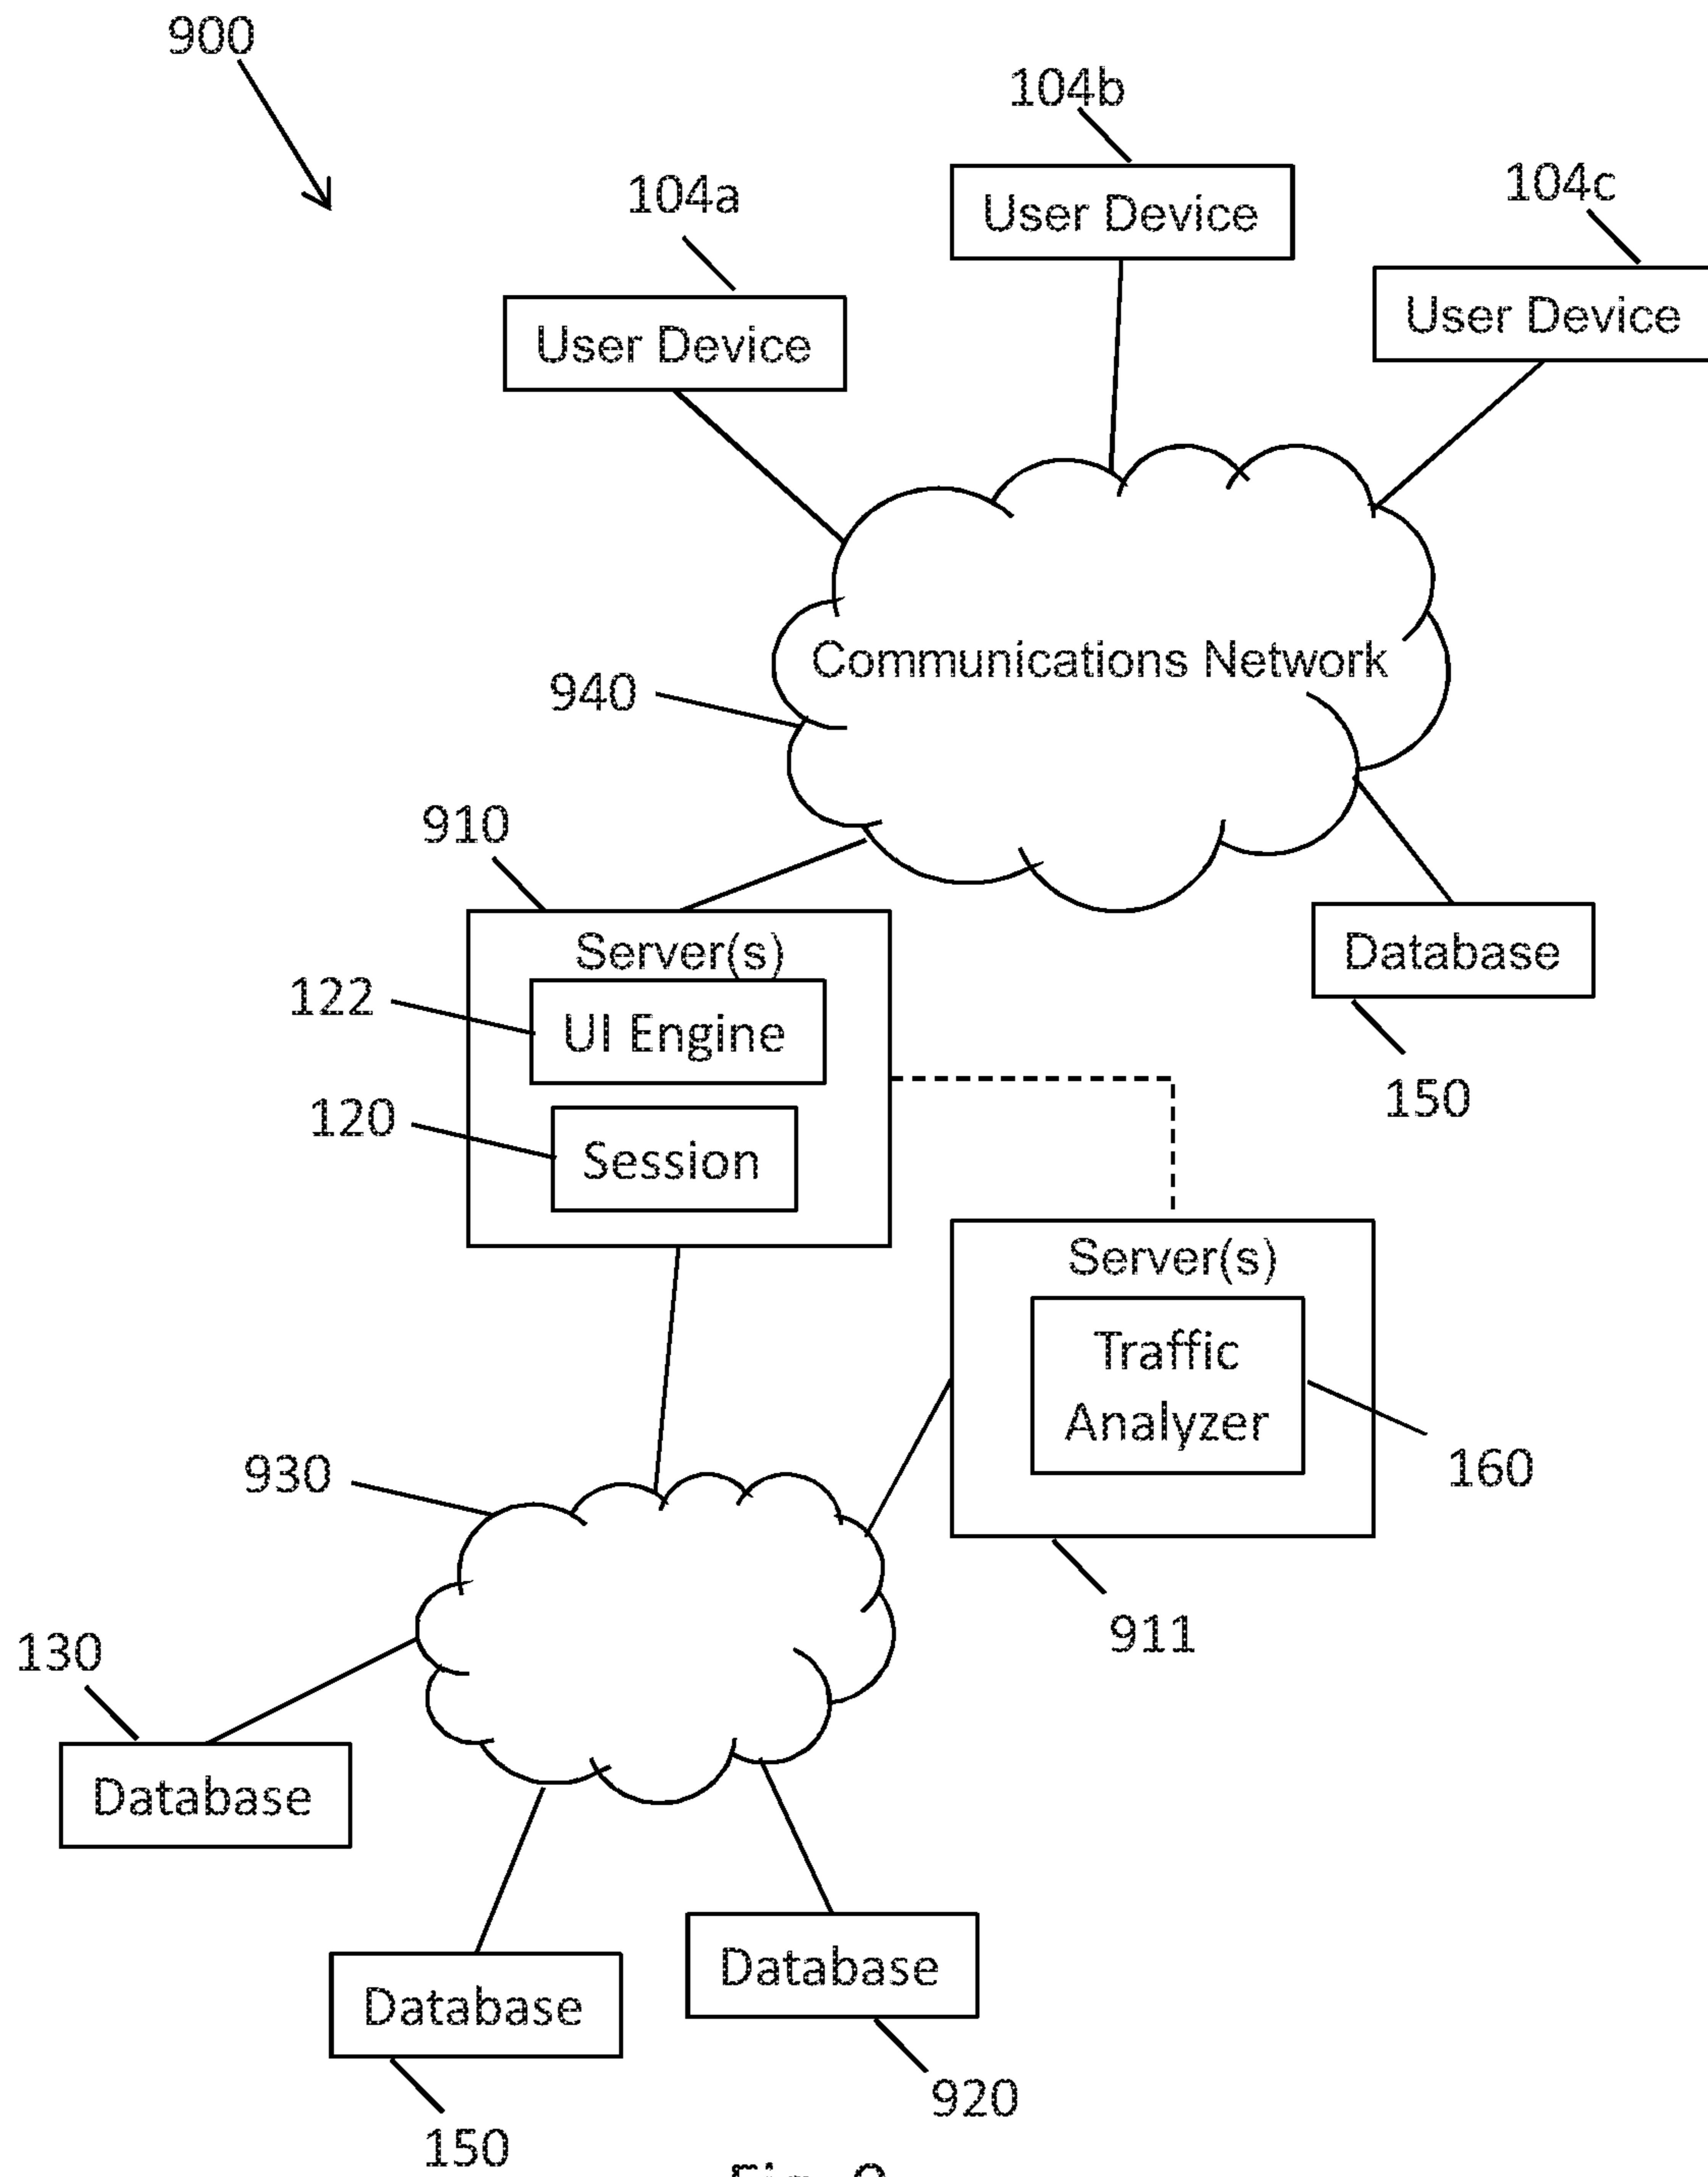 900
104b
104c
104a
User Device
User Device
User Device
Communications Network
940
910
Server(s)
Database
122
UI Engine
150
120
Session
Server(s)
Traffic
Analyzer
930
160
911
130
Database
Database
Database
920
150